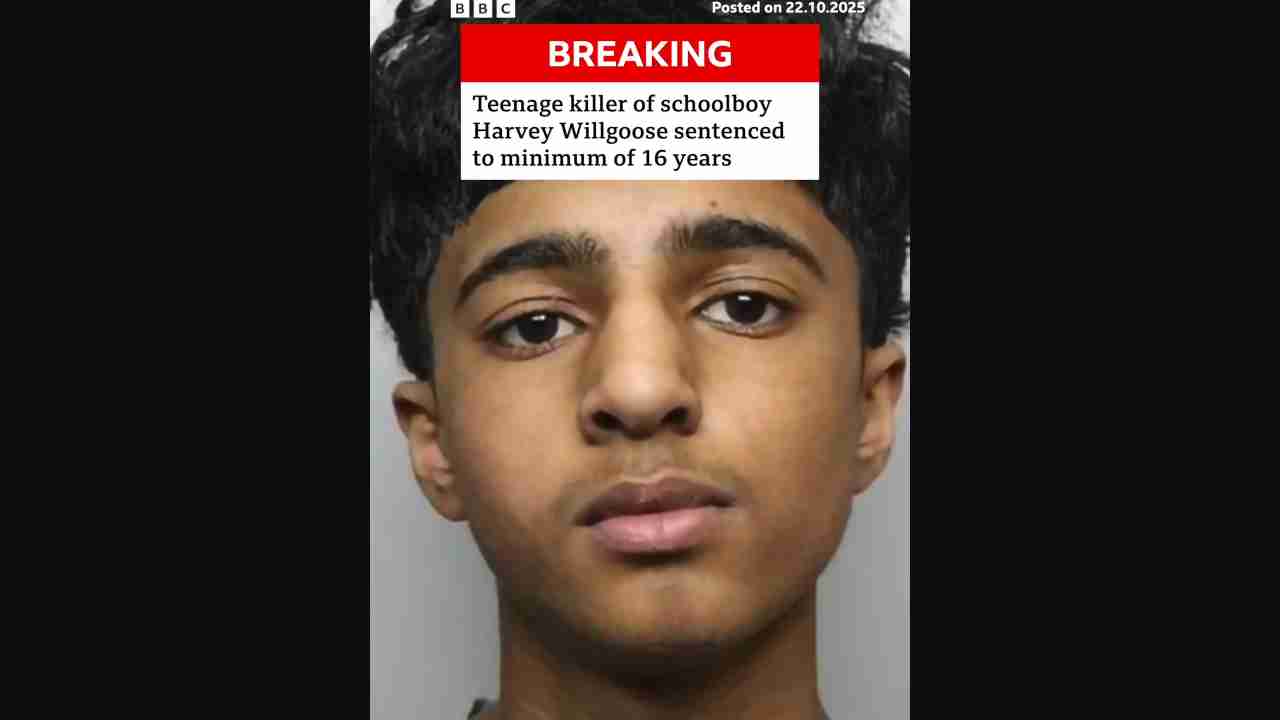 BBC
Posted on 22.10.2025
BREAKING
Teenage killer of schoolboy
Harvey Willgoose sentenced
to minimum of 16 years